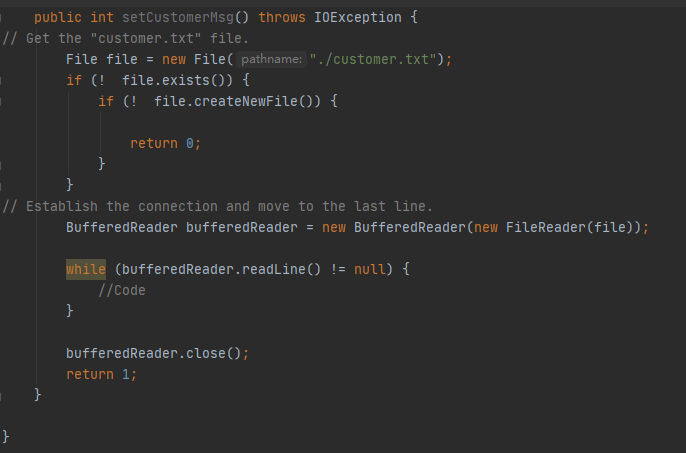 public int setCustomerMsg() throws IOException {
// Get the "customer.txt" file.
File file = new File( pathname: "./customer.txt");
if (!  file.exists()) {
if (!  file.createNewFile()) {
return 0;
}
}
// Establish the connection and move to the last line.
BufferedReader bufferedReader = new BufferedReader(new FileReader(file));
while (bufferedReader.readLine() != null) {
//Code
}
bufferedReader.close();
return 1;
}
}